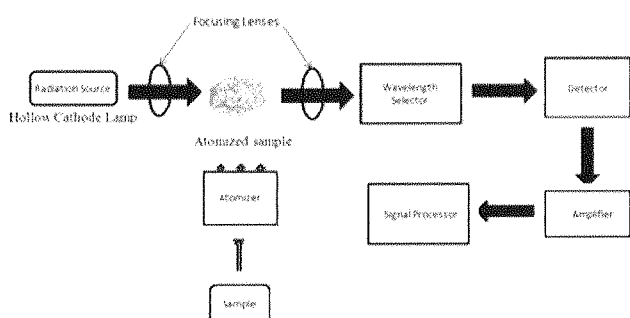 Focusing Lenses
Radiation Source
Hollow Cathode Lamp
Wavelength
Selector
Detector
Atomized sample
Atomizer
Signal Processor
Amplifier
Sample